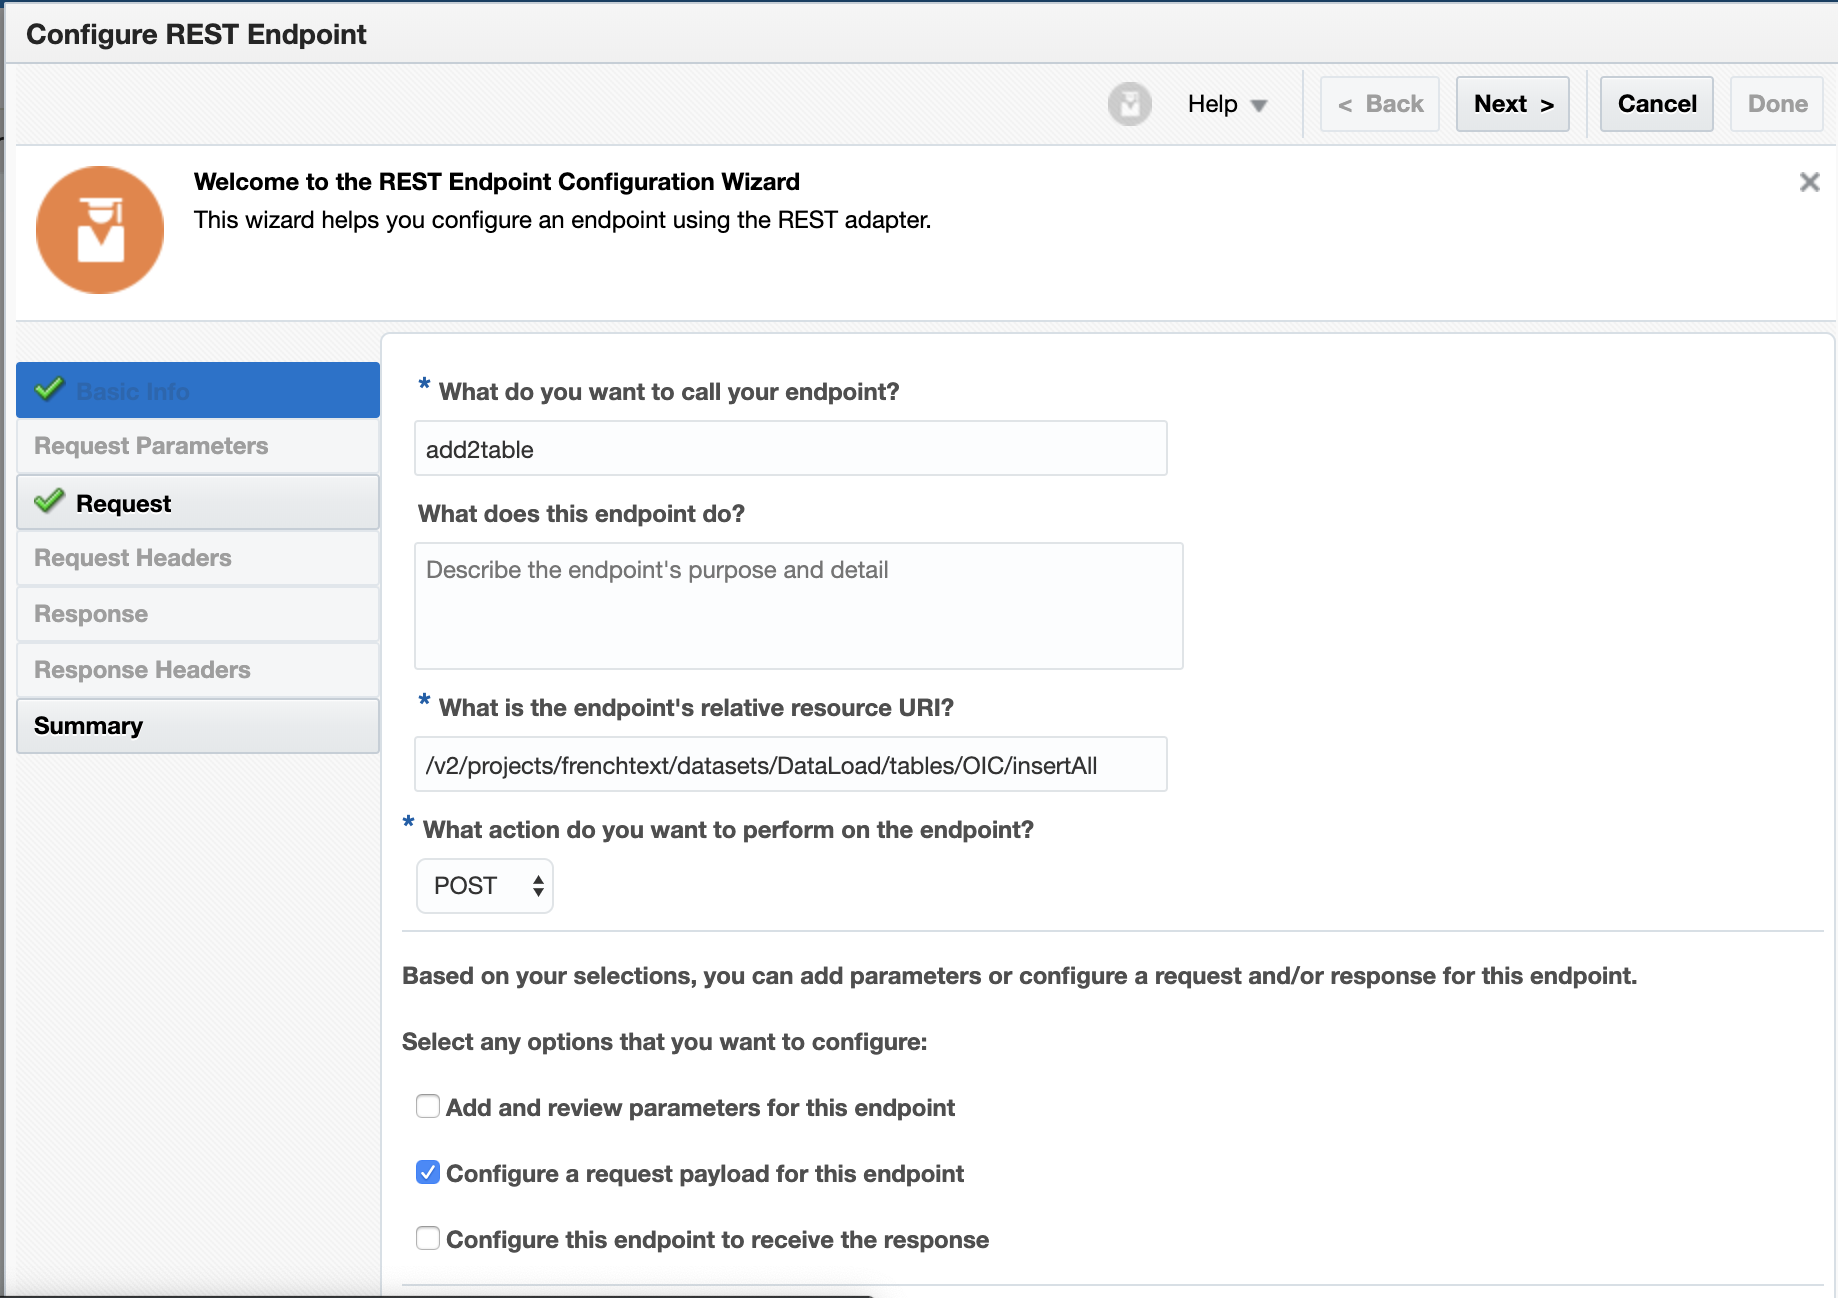 Configure REST Endpoint
Help
< Back
Next >
Cancel
Done
Welcome to the REST Endpoint Configuration Wizard
This wizard helps you configure an endpoint using the REST adapter.
Basic Info
Request Parameters
Request
Request Headers
Response
Response Headers
Summary
* What do you want to call your endpoint?
add2table
What does this endpoint do?
Describe the endpoint's purpose and detail
* What is the endpoint's relative resource URI?
/v2/projects/frenchtext/datasets/DataLoad/tables/OIC/insertAll
* What action do you want to perform on the endpoint?
POST
Based on your selections, you can add parameters or configure a request and/or response for this endpoint.
Select any options that you want to configure:
Add and review parameters for this endpoint
Configure a request payload for this endpoint
Configure this endpoint to receive the response